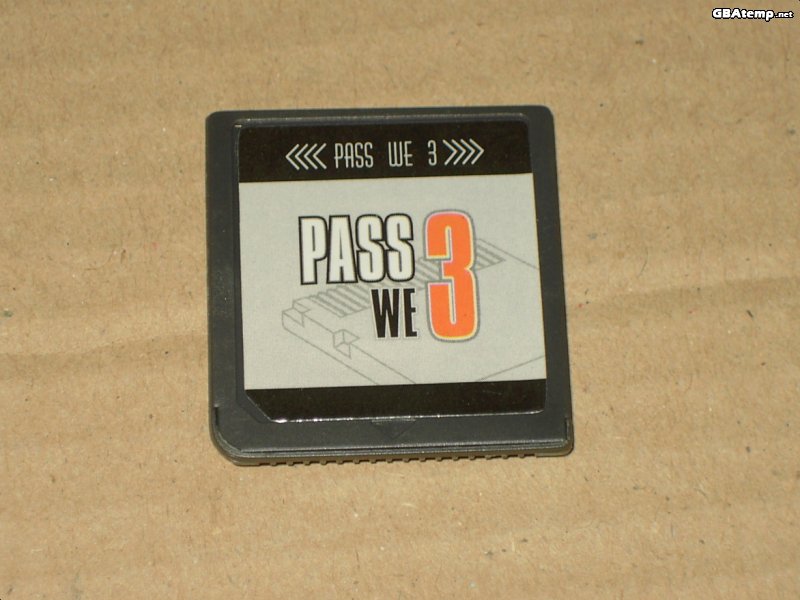 GBAtemp.net
<<<< PASS WE 3 >>>>
PASS
WE 3